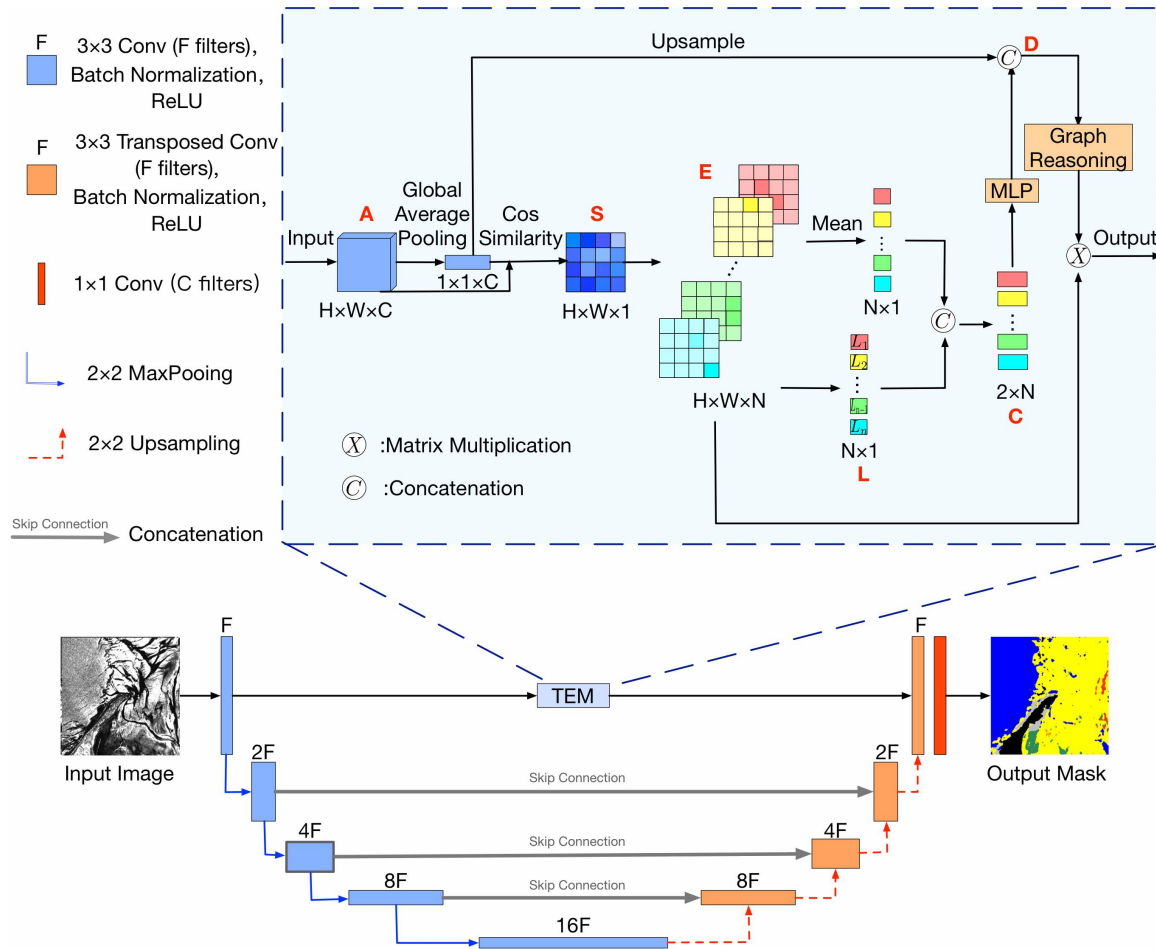 F
3×3 Conv (F filters),
Batch Normalization,
ReLU
F
3×3 Transposed Conv
(F filters),
Batch Normalization,
ReLU
1×1 Conv (C filters)
2×2 MaxPooing
2×2 Upsampling
Skip Connection
Concatenation
Upsample
C
D
Graph
Reasoning
MLP
E
A
Global
Average
Pooling
Cos
Similarity
S
Input
1×1×C
H×W×C
H×W×1
Mean
N×1
C
X
Output
H×W×N
L1
L2
Ln-1
Ln
N×1
L
2×N
C
X :Matrix Multiplication
C :Concatenation
F
TEM
F
Input Image
Output Mask
2F
Skip Connection
2F
4F
Skip Connection
4F
8F
Skip Connection
8F
16F